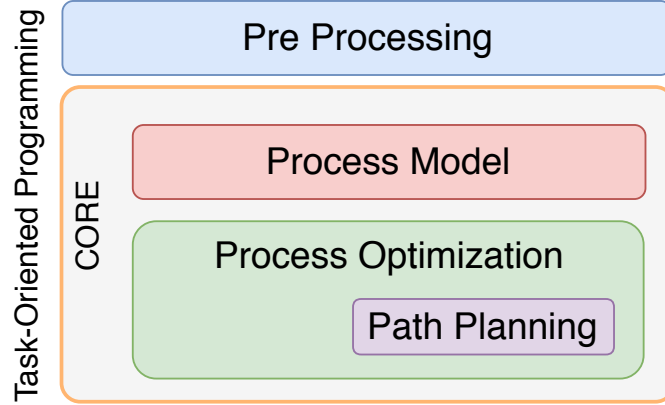 Task-Oriented Programming
Pre Processing
CORE
Process Model
Process Optimization
Path Planning